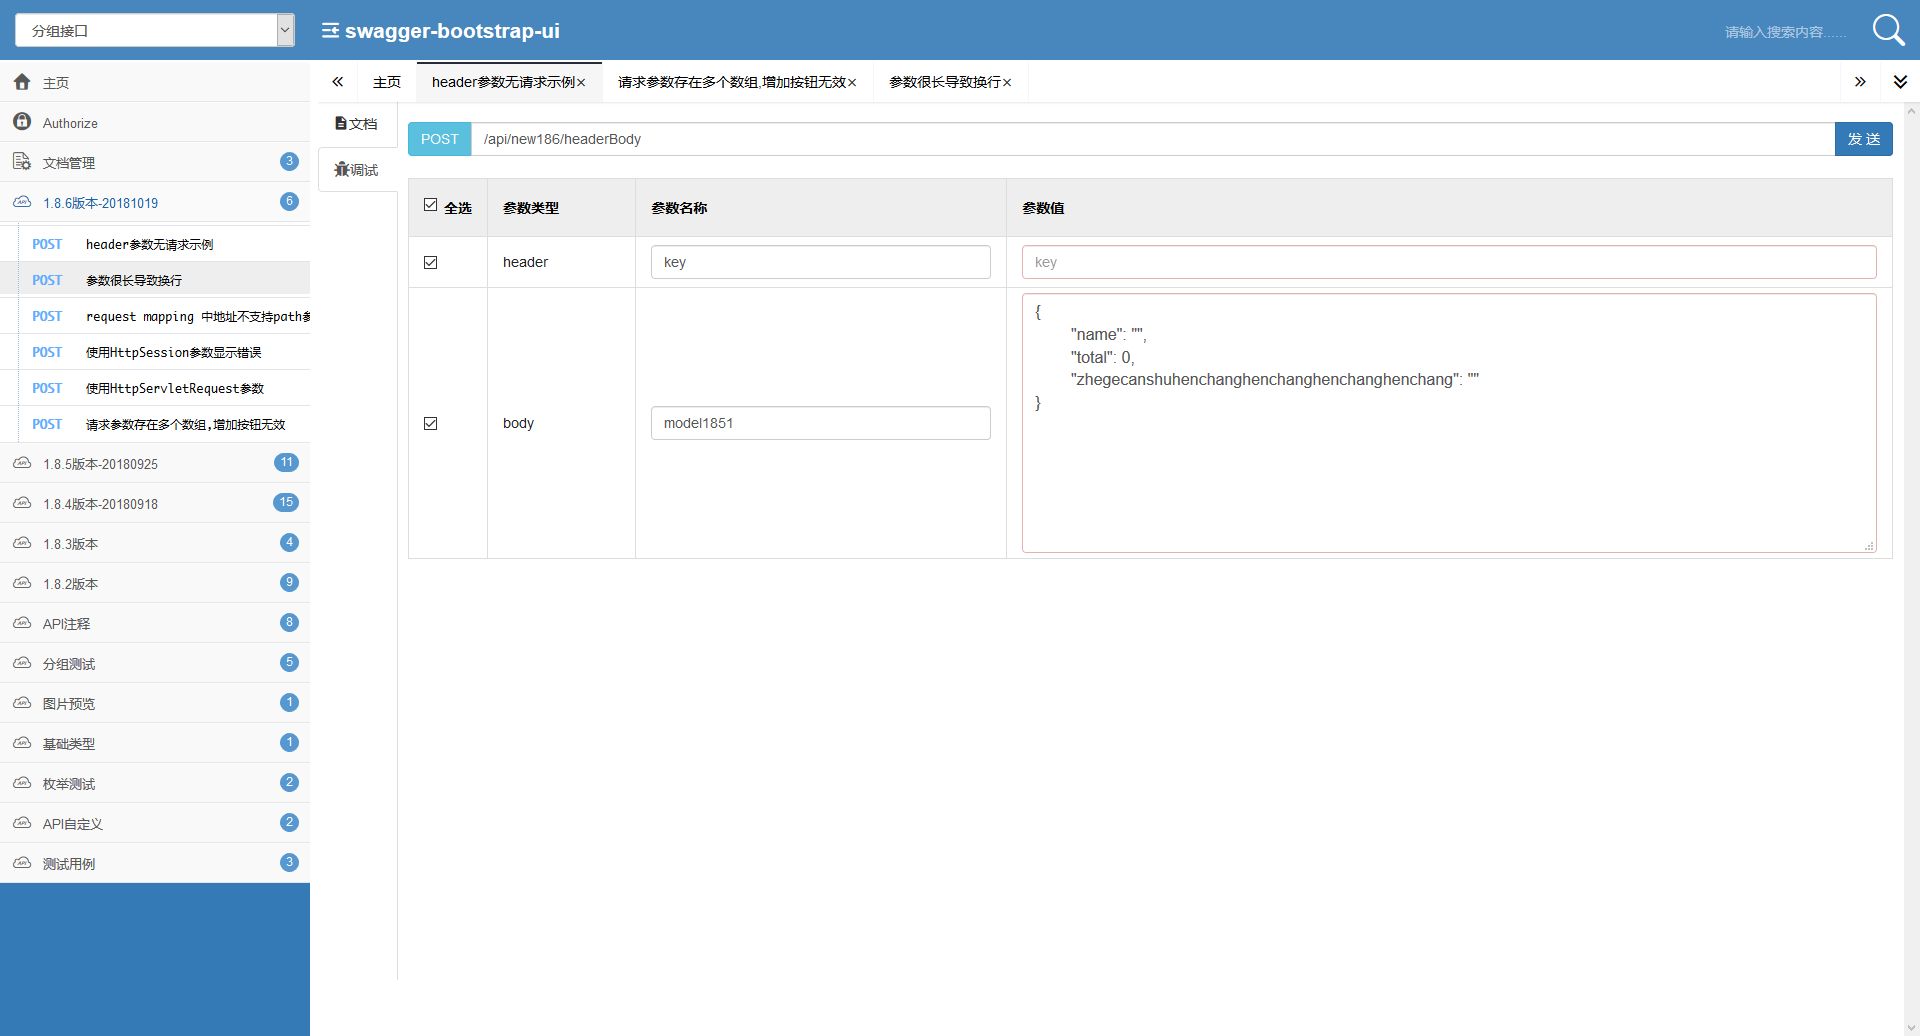 分组接口
swagger-bootstrap-ui
请输入搜索内容......
主页
Authorize
文档管理 3
1.8.6版本-20181019 6
POST header参数无请求示例
POST 参数很长导致换行
POST request mapping 中地址不支持path参
POST 使用HttpSession参数显示错误
POST 使用HttpServletRequest参数
POST 请求参数存在多个数组,增加按钮无效
1.8.5版本-20180925 11
1.8.4版本-20180918 15
1.8.3版本 4
1.8.2版本 9
API注释 8
分组测试 5
图片预览 1
基础类型 1
枚举测试 2
API自定义 2
测试用例 3
主页 header参数无请求示例× 请求参数存在多个数组,增加按钮无效× 参数很长导致换行×
文档
调试
POST /api/new186/headerBody 发 送
全选 参数类型 参数名称 参数值
header key key
body model1851
{
"name": "",
"total": 0,
"zhegecanshuhenchanghenchanghenchanghenchang": ""
}